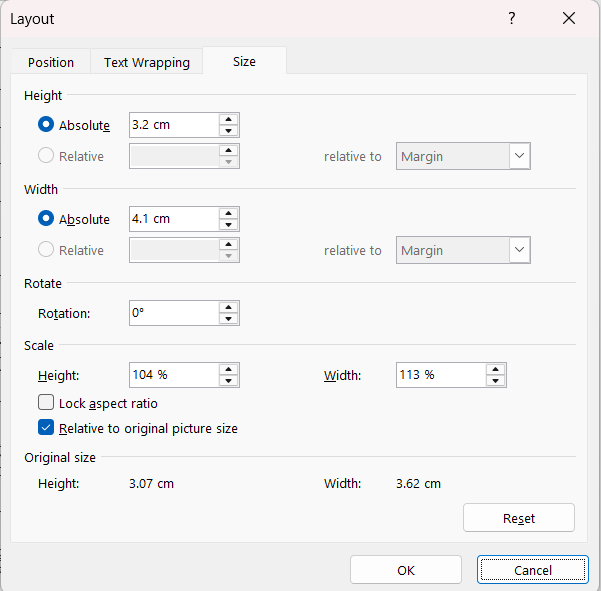 Layout ?
Position Text Wrapping Size
Height
Absolute 3.2 cm
Relative relative to Margin
Width
Absolute 4.1 cm
Relative relative to Margin
Rotate
Rotation: 0°
Scale
Height: 104 % Width: 113 %
Lock aspect ratio
Relative to original picture size
Original size
Height: 3.07 cm Width: 3.62 cm
Reset
OK Cancel